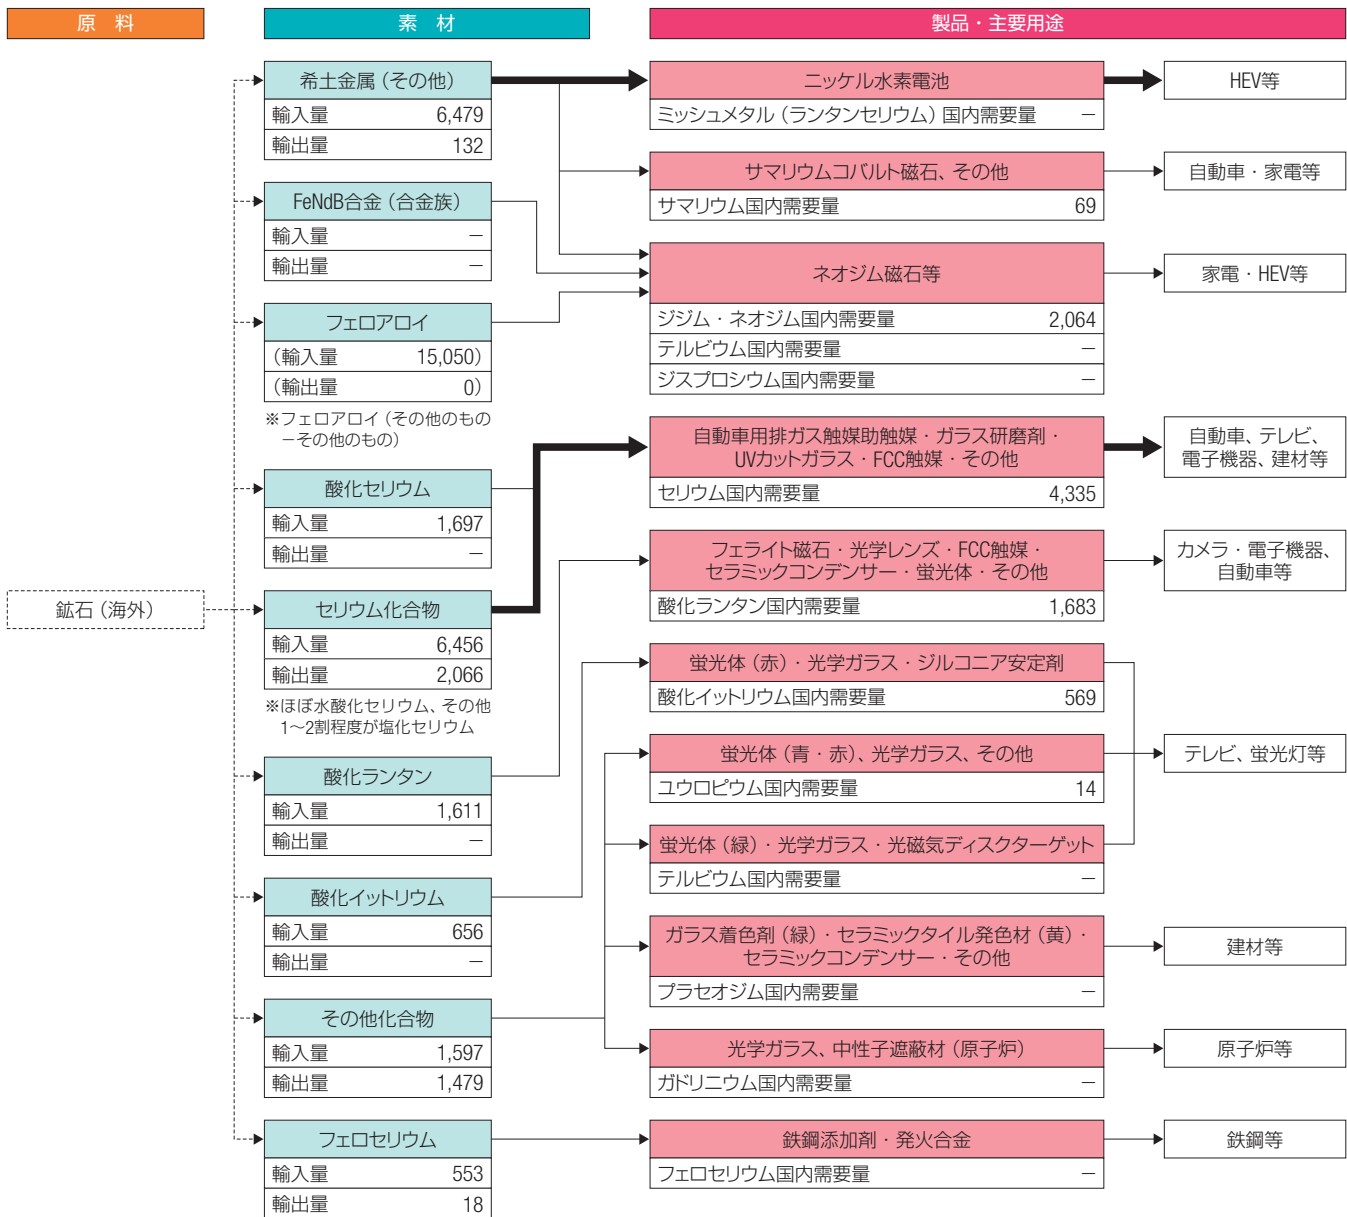 原　料
素　材
製品・主要用途
希土金属（その他）
輸入量 6,479
輸出量 132
FeNdB合金（合金族）
輸入量 －
輸出量 －
フェロアロイ
（輸入量 15,050）
（輸出量 0）
※フェロアロイ（その他のもの
－その他のもの）
酸化セリウム
輸入量 1,697
輸出量 －
鉱石（海外）
セリウム化合物
輸入量 6,456
輸出量 2,066
※ほぼ水酸化セリウム、その他
1～2割程度が塩化セリウム
酸化ランタン
輸入量 1,611
輸出量 －
酸化イットリウム
輸入量 656
輸出量 －
その他化合物
輸入量 1,597
輸出量 1,479
フェロセリウム
輸入量 553
輸出量 18
ニッケル水素電池
ミッシュメタル（ランタンセリウム）国内需要量 －
HEV等
サマリウムコバルト磁石、その他
サマリウム国内需要量 69
自動車・家電等
ネオジム磁石等
ジジム・ネオジム国内需要量 2,064
テルビウム国内需要量 －
ジスプロシウム国内需要量 －
家電・HEV等
自動車用排ガス触媒助触媒・ガラス研磨剤・
UVカットガラス・FCC触媒・その他
セリウム国内需要量 4,335
自動車、テレビ、
電子機器、建材等
フェライト磁石・光学レンズ・FCC触媒・
セラミックコンデンサー・蛍光体・その他
酸化ランタン国内需要量 1,683
カメラ・電子機器、
自動車等
蛍光体（赤）・光学ガラス・ジルコニア安定剤
酸化イットリウム国内需要量 569
蛍光体（青・赤）、光学ガラス、その他
ユウロピウム国内需要量 14
テレビ、蛍光灯等
蛍光体（緑）・光学ガラス・光磁気ディスクターゲット
テルビウム国内需要量 －
ガラス着色剤（緑）・セラミックタイル発色材（黄）・
セラミックコンデンサー・その他
プラセオジム国内需要量 －
建材等
光学ガラス、中性子遮蔽材（原子炉）
ガドリニウム国内需要量 －
原子炉等
鉄鋼添加剤・発火合金
フェロセリウム国内需要量 －
鉄鋼等